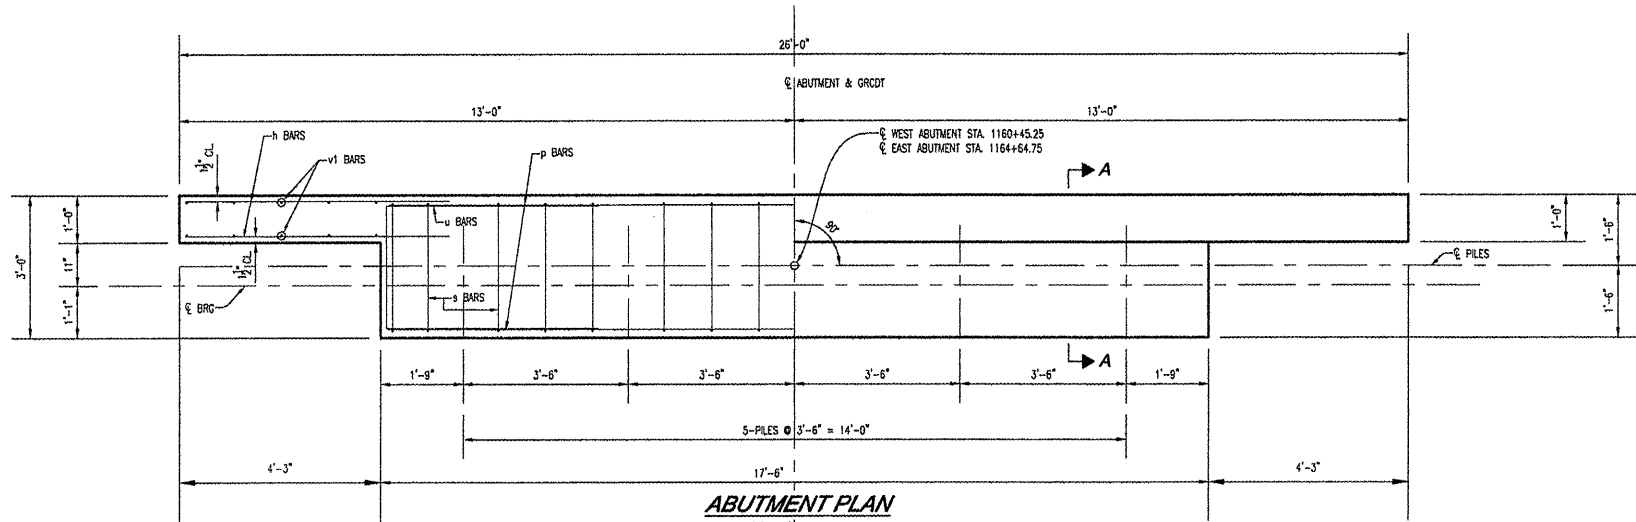 26'-0"
℄ ABUTMENT & GRCDT
13'-0"
13'-0"
h BARS
v1 BARS
p BARS
℄ WEST ABUTMENT STA. 1160+45.25
℄ EAST ABUTMENT STA. 1164+64.75
1½" CL
A
3'-0"
1'-0"
11"
1'-1"
u BARS
90°
1'-0"
1'-6"
1'-6"
℄ PILES
1½" CL
℄ BRG
s BARS
A
1'-9"
3'-6"
3'-6"
3'-6"
3'-6"
1'-9"
5-PILES @ 3'-6" = 14'-0"
4'-3"
17'-6"
4'-3"
ABUTMENT PLAN